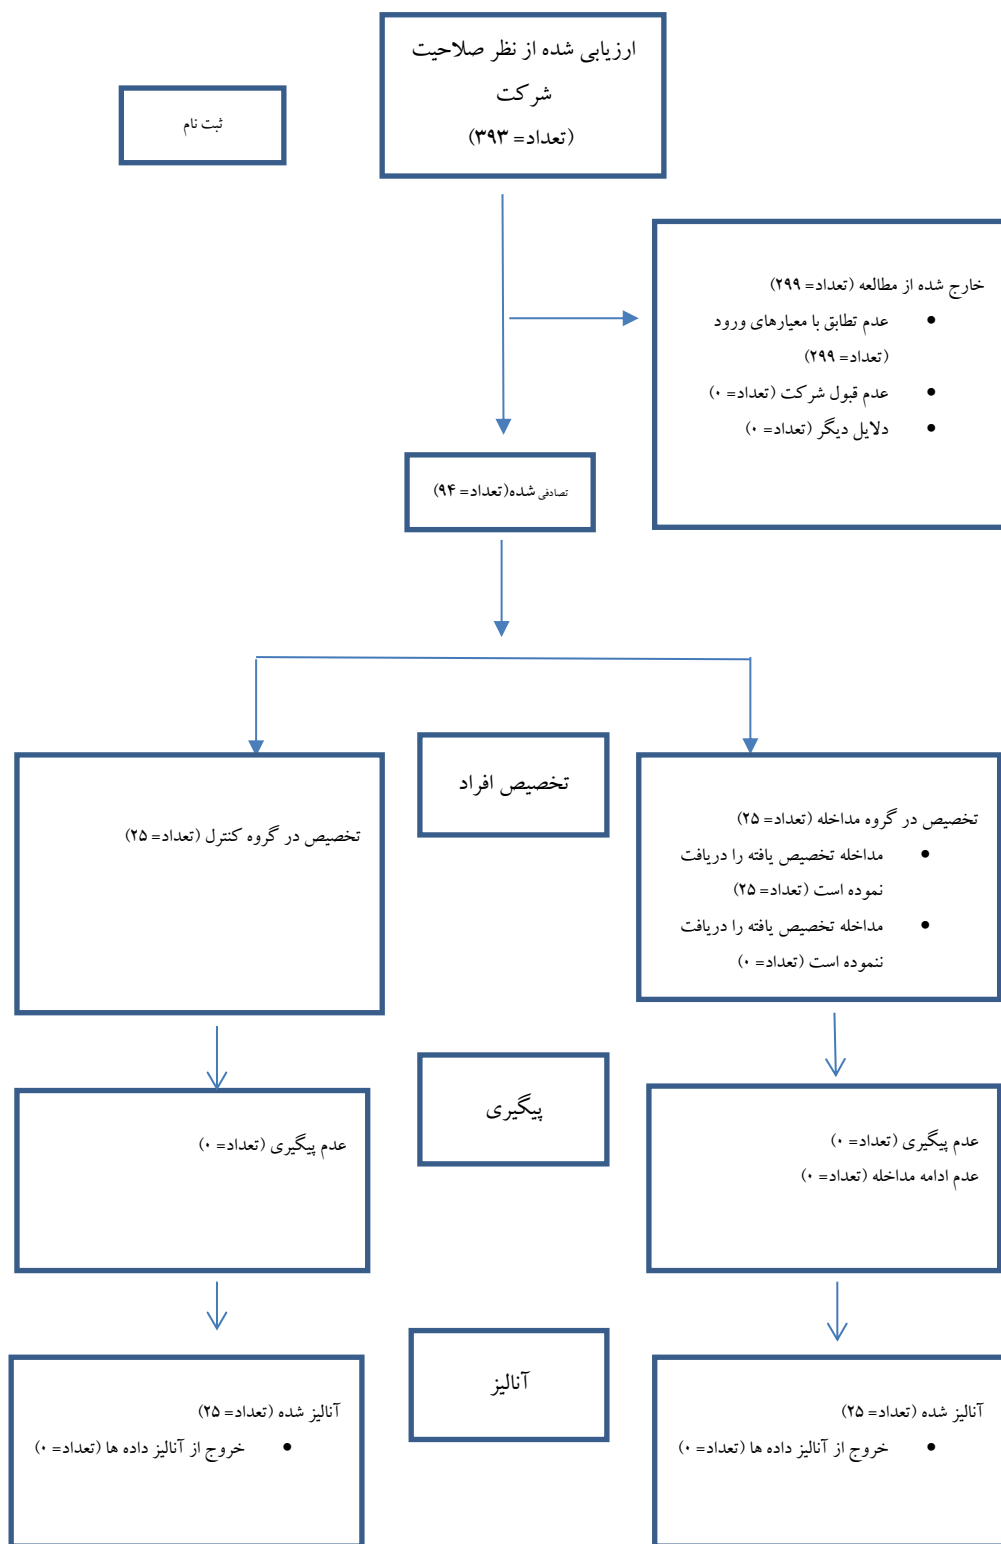 ارزیابی شده از نظر صلاحیت
شرکت
(تعداد= ۳۹۳)
ثبت نام
خارج شده از مطالعه (تعداد= ۲۹۹)
• عدم تطابق با معیارهای ورود
(تعداد= ۲۹۹)
• عدم قبول شرکت (تعداد= ۰)
• دلایل دیگر (تعداد= ۰)
تصادفی شده(تعداد= ۹۴)
تخصیص افراد
تخصیص در گروه مداخله (تعداد= ۲۵)
• مداخله تخصیص یافته را دریافت
نموده است (تعداد= ۲۵)
• مداخله تخصیص یافته را دریافت
ننموده است (تعداد= ۰)
تخصیص در گروه کنترل (تعداد= ۲۵)
پیگیری
عدم پیگیری (تعداد= ۰)
عدم ادامه مداخله (تعداد= ۰)
عدم پیگیری (تعداد= ۰)
آنالیز
آنالیز شده (تعداد= ۲۵)
• خروج از آنالیز داده ها (تعداد= ۰)
آنالیز شده (تعداد= ۲۵)
• خروج از آنالیز داده ها (تعداد= ۰)